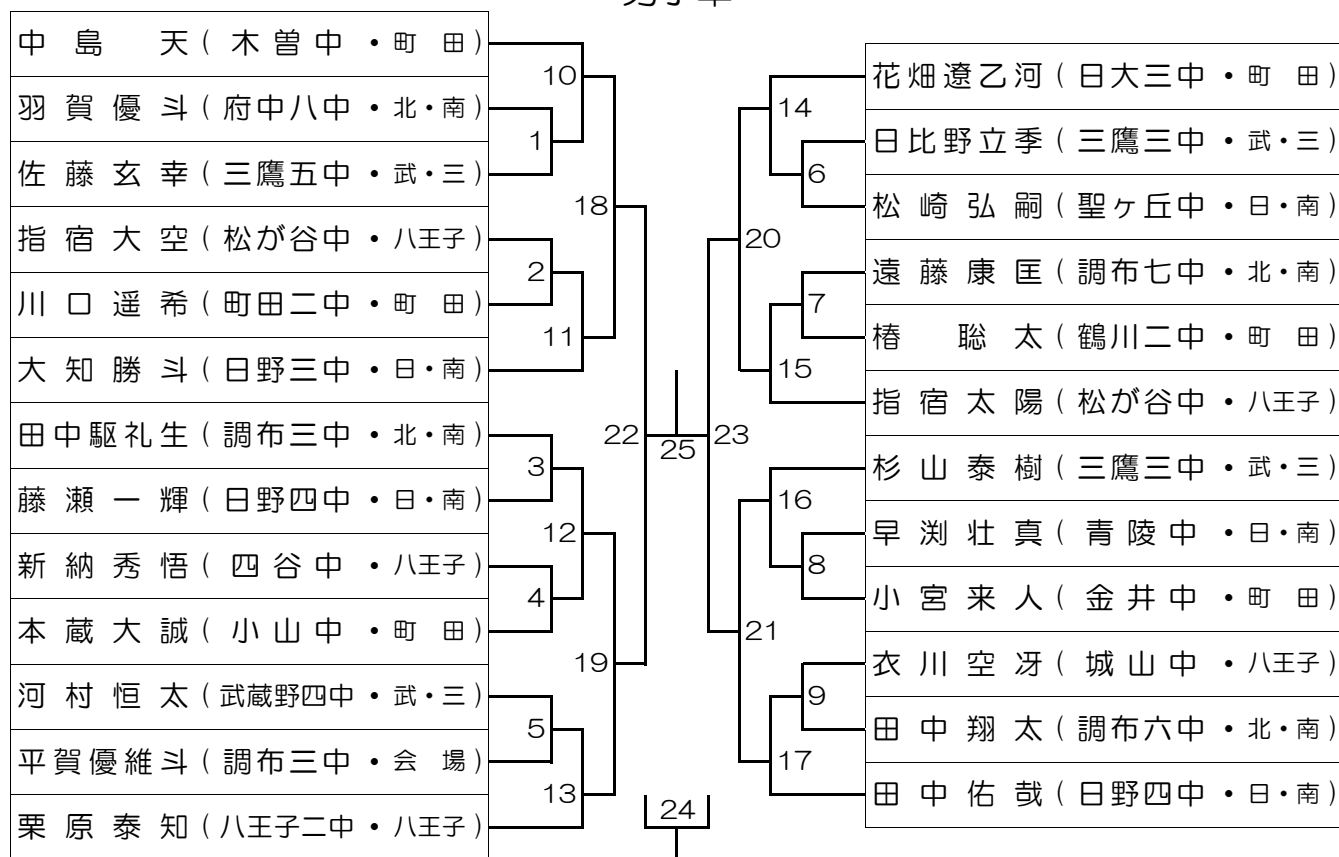 中島 天(木曽中・町田)
羽賀優斗(府中八中・北・南)
佐藤玄幸(三鷹五中・武・三)
指宿大空(松が谷中・八王子)
川口遥希(町田二中・町田)
大知勝斗(日野三中・日・南)
田中駆礼生(調布三中・北・南)
藤瀬一輝(日野四中・日・南)
新納秀悟(四谷中・八王子)
本蔵大誠(小山中・町田)
河村恒太(武蔵野四中・武・三)
平賀優維斗(調布三中・会場)
栗原泰知(八王子二中・八王子)
10
1
18
2
11
3
22
12
4
19
5
13
25
24
23
14
6
20
7
15
16
8
21
9
17
花畑遼乙河(日大三中・町田)
日比野立季(三鷹三中・武・三)
松崎弘嗣(聖ヶ丘中・日・南)
遠藤康匡(調布七中・北・南)
椿 聡太(鶴川二中・町田)
指宿太陽(松が谷中・八王子)
杉山泰樹(三鷹三中・武・三)
早渕壮真(青陵中・日・南)
小宮来人(金井中・町田)
衣川空冴(城山中・八王子)
田中翔太(調布六中・北・南)
田中佑哉(日野四中・日・南)